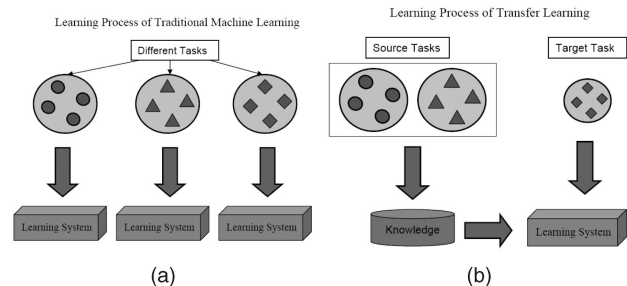 Learning Process of Traditional Machine Learning
Different Tasks
Learning System
Learning System
Learning System
(a)
Learning Process of Transfer Learning
Source Tasks
Target Task
Knowledge
Learning System
(b)